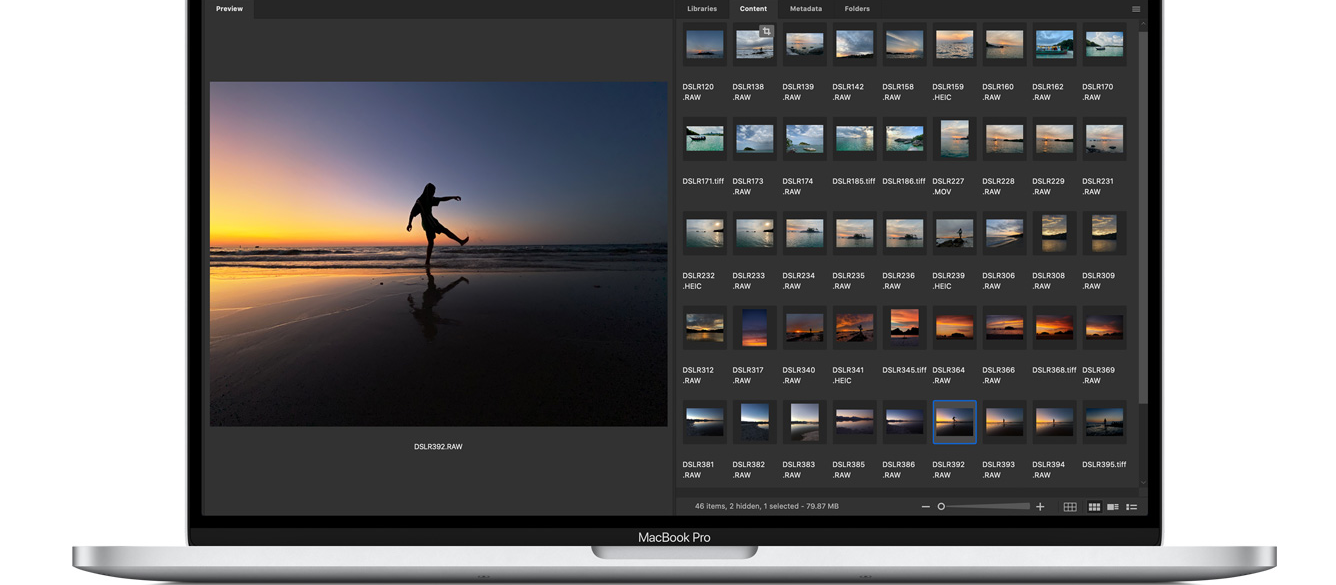 Preview
Libraries Content Metadata Folders
DSLR120 DSLR138 DSLR139 DSLR142 DSLR158 DSLR159 DSLR160 DSLR162 DSLR170
.RAW .RAW .RAW .RAW .RAW .HEIC .RAW .RAW .RAW
DSLR171.tiff DSLR173 DSLR174 DSLR185.tiff DSLR186.tiff DSLR227 DSLR228 DSLR229 DSLR231
.RAW .RAW .MOV .RAW .RAW .RAW
DSLR232 DSLR233 DSLR234 DSLR235 DSLR236 DSLR239 DSLR306 DSLR308 DSLR309
.HEIC .RAW .RAW .RAW .RAW .HEIC .RAW .RAW .RAW
DSLR312 DSLR317 DSLR340 DSLR341 DSLR345.tiff DSLR364 DSLR366 DSLR368.tiff DSLR369
.RAW .RAW .RAW .HEIC .RAW .RAW .RAW
DSLR381 DSLR382 DSLR383 DSLR385 DSLR386 DSLR392 DSLR393 DSLR394 DSLR395.tiff
.RAW .RAW .RAW .RAW .RAW .RAW .RAW .RAW
DSLR392.RAW
46 items, 2 hidden, 1 selected - 79.87 MB
MacBook Pro